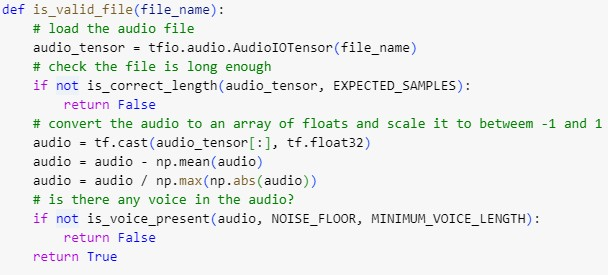 def is_valid_file(file_name):
    # load the audio file
    audio_tensor = tfio.audio.AudioIOTensor(file_name)
    # check the file is long enough
    if not is_correct_length(audio_tensor, EXPECTED_SAMPLES):
        return False
    # convert the audio to an array of floats and scale it to betweem -1 and 1
    audio = tf.cast(audio_tensor[:], tf.float32)
    audio = audio - np.mean(audio)
    audio = audio / np.max(np.abs(audio))
    # is there any voice in the audio?
    if not is_voice_present(audio, NOISE_FLOOR, MINIMUM_VOICE_LENGTH):
        return False
    return True